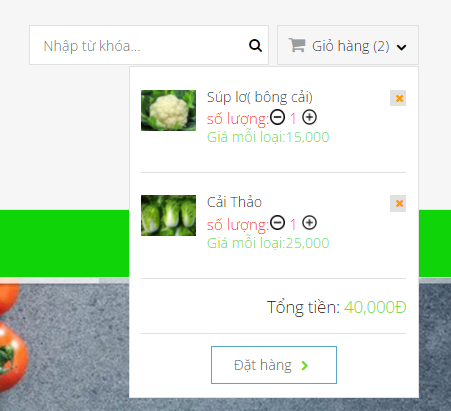 Nhập từ khóa...
Giỏ hàng (2)
Súp lơ( bông cải)
số lượng: 1
Giá mỗi loại:15,000
Cải Thảo
số lượng: 1
Giá mỗi loại:25,000
Tổng tiền: 40,000Đ
Đặt hàng